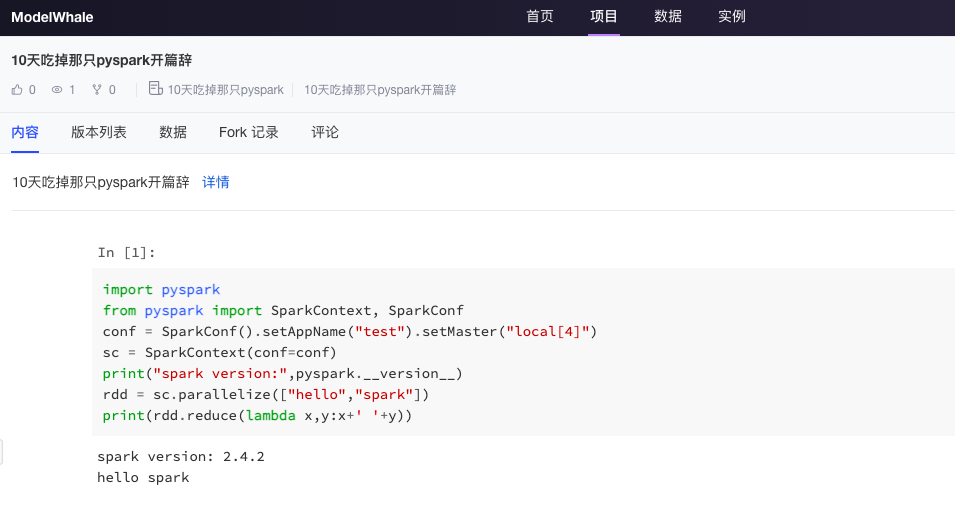 ModelWhale 首页 项目 数据 实例
10天吃掉那只pyspark开篇辞
0 1 0 10天吃掉那只pyspark 10天吃掉那只pyspark开篇辞
内容 版本列表 数据 Fork 记录 评论
10天吃掉那只pyspark开篇辞 详情
In [1]:
import pyspark
from pyspark import SparkContext, SparkConf
conf = SparkConf().setAppName("test").setMaster("local[4]")
sc = SparkContext(conf=conf)
print("spark version:",pyspark.__version__)
rdd = sc.parallelize(["hello","spark"])
print(rdd.reduce(lambda x,y:x+' '+y))
spark version: 2.4.2
hello spark